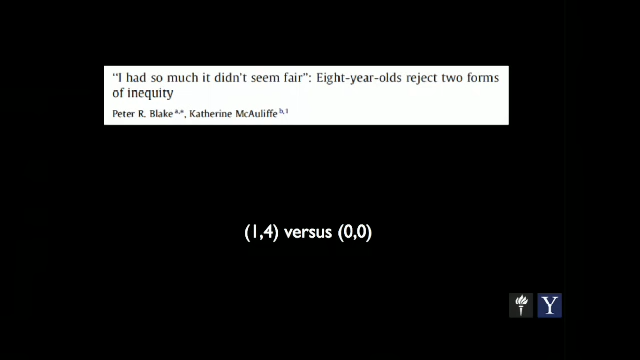 "I had so much it didn't seem fair": Eight-year-olds reject two forms
of inequity
Peter R. Blake a,*, Katherine McAuliffe b,1
(1,4) versus (0,0)
Y